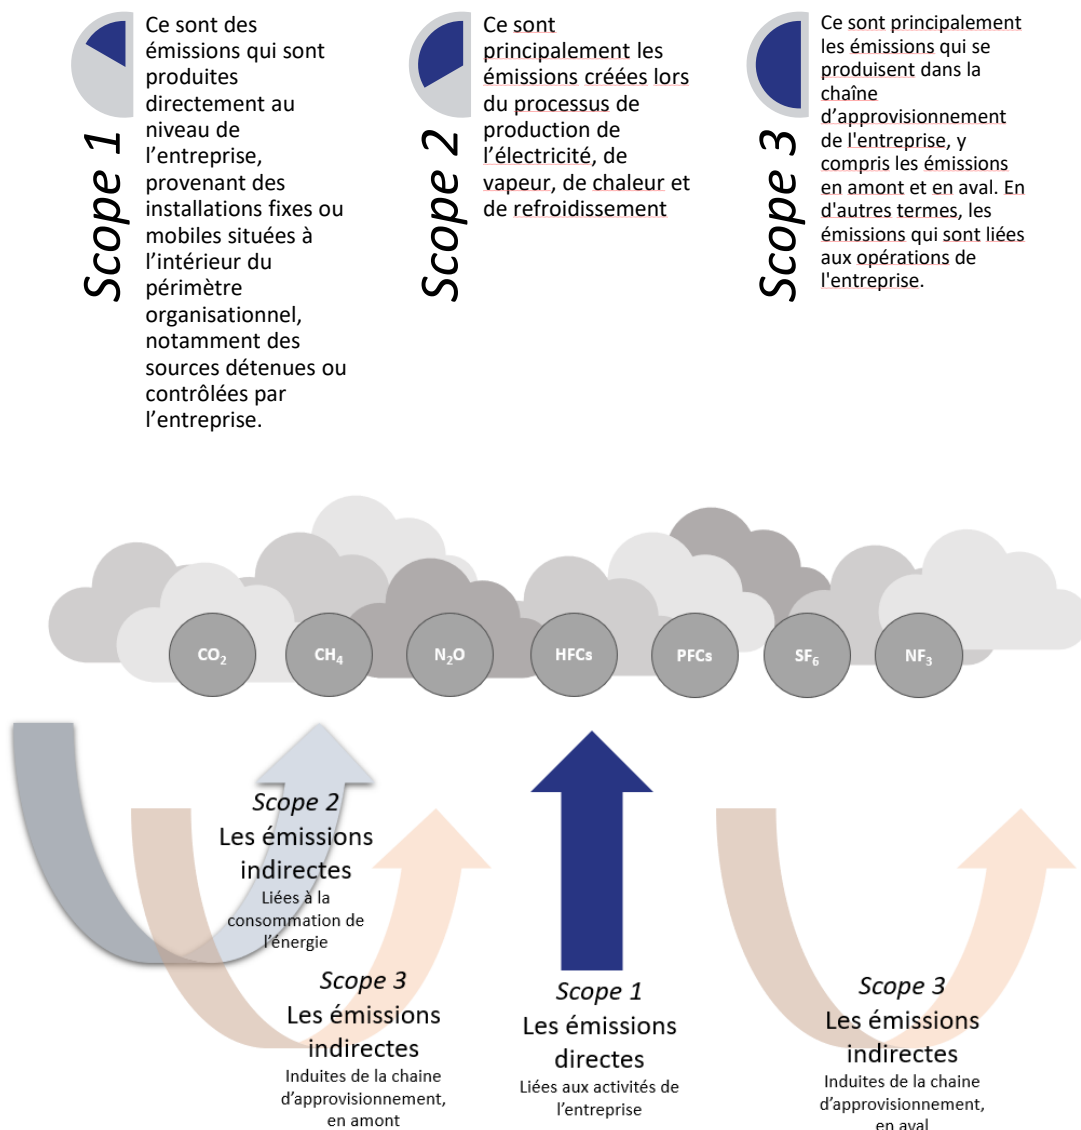 Scope 1
Ce sont des
émissions qui sont
produites
directement au
niveau de
l’entreprise,
provenant des
installations fixes ou
mobiles situées à
l’intérieur du
périmètre
organisationnel,
notamment des
sources détenues ou
contrôlées par
l’entreprise.
Scope 2
Ce sont
principalement les
émissions créées lors
du processus de
production de
l’électricité, de
vapeur, de chaleur et
de refroidissement
Scope 3
Ce sont principalement
les émissions qui se
produisent dans la
chaîne
d’approvisionnement
de l'entreprise, y
compris les émissions
en amont et en aval. En
d'autres termes, les
émissions qui sont liées
aux opérations de
l'entreprise.
CO₂
CH₄
N₂O
HFCs
PFCs
SF₆
NF₃
Scope 2
Les émissions
indirectes
Liées à la
consommation de
l’énergie
Scope 3
Les émissions
indirectes
Induites de la chaine
d’approvisionnement,
en amont
Scope 1
Les émissions
directes
Liées aux activités de
l’entreprise
Scope 3
Les émissions
indirectes
Induites de la chaine
d’approvisionnement,
en aval